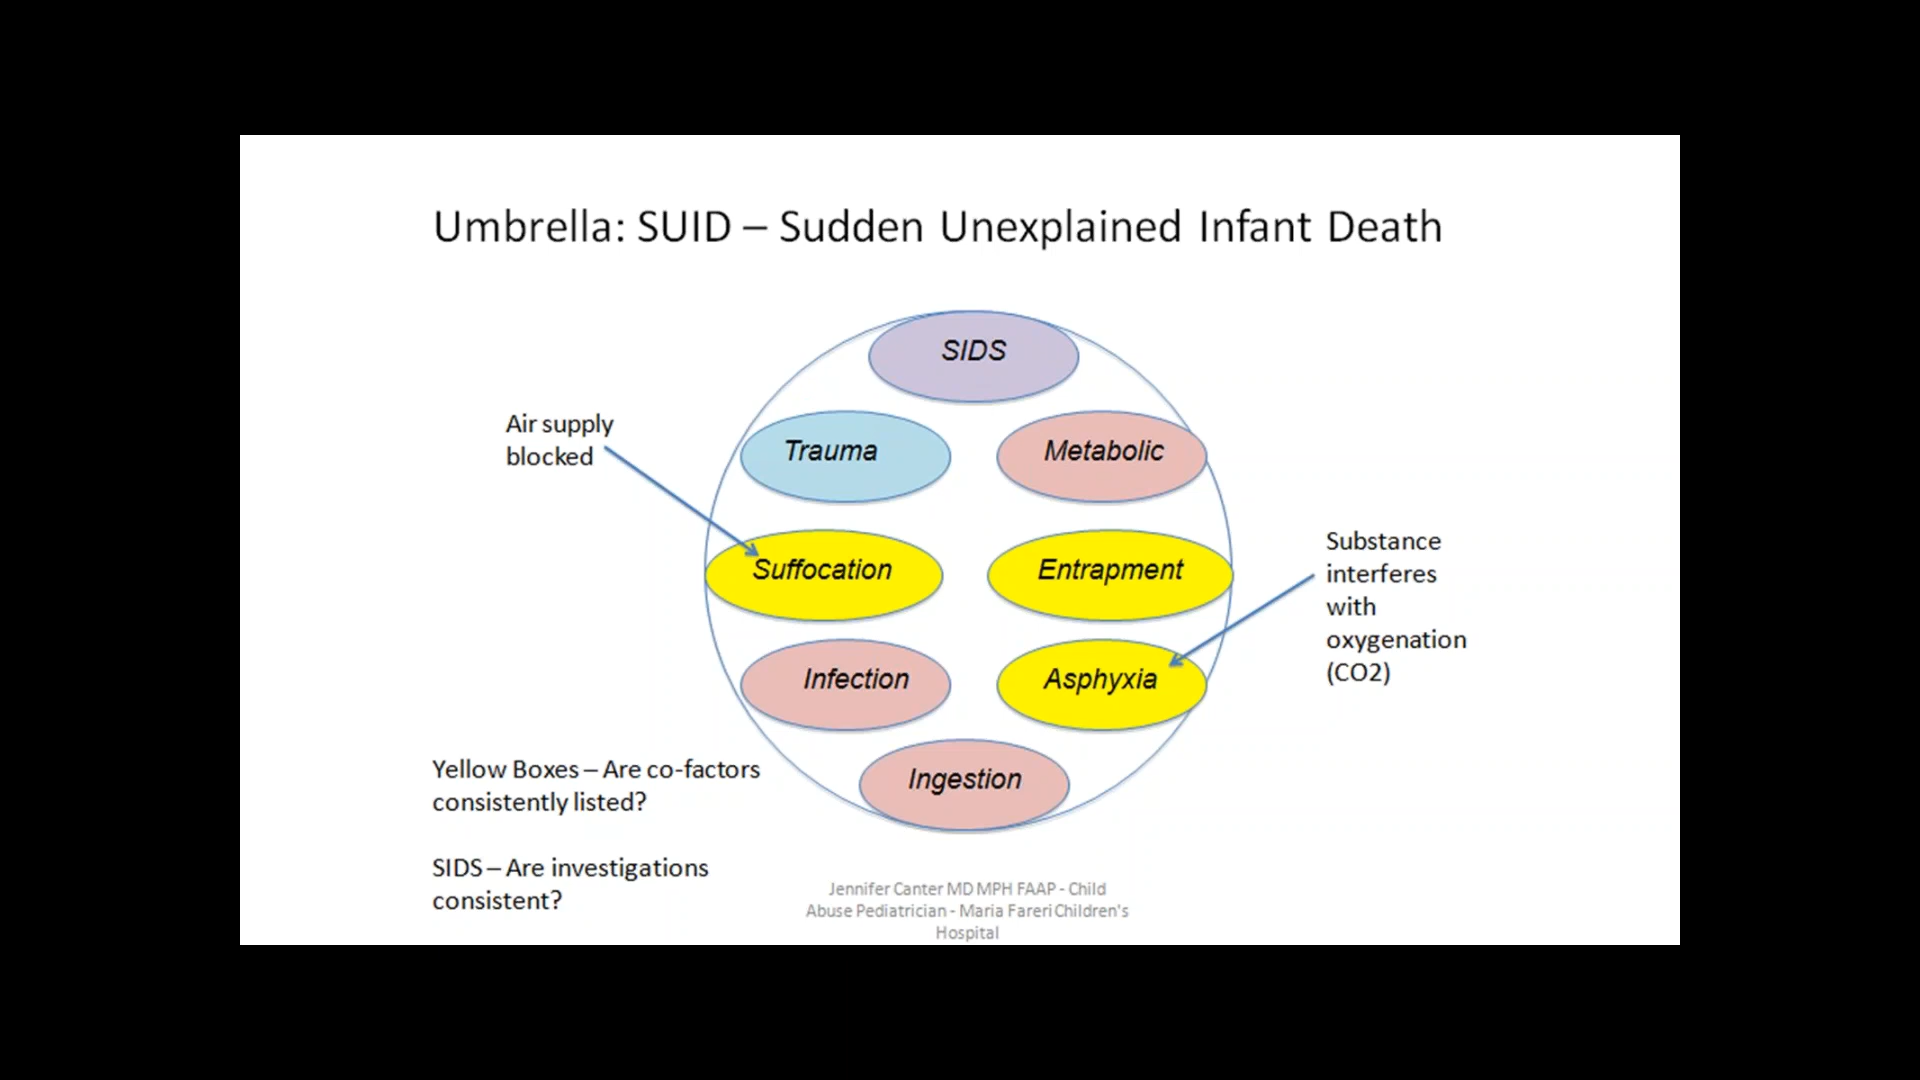 Umbrella: SUID – Sudden Unexplained Infant Death
SIDS
Air supply
blocked
Trauma
Metabolic
Suffocation
Entrapment
Substance
interferes
with
oxygenation
(CO2)
Infection
Asphyxia
Ingestion
Yellow Boxes – Are co-factors
consistently listed?
SIDS – Are investigations
consistent?
Jennifer Canter MD MPH FAAP - Child
Abuse Pediatrician - Maria Fareri Children's
Hospital